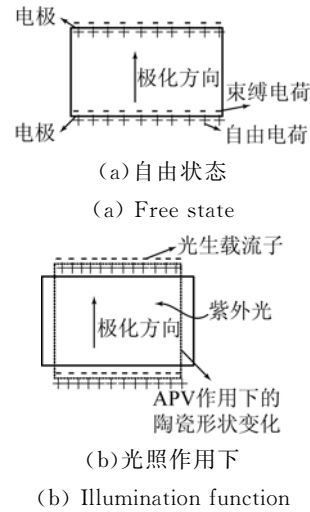 电极
极化方向
束缚电荷
电极
自由电荷
(a)自由状态
(a) Free state
光生载流子
紫外光
极化方向
APV作用下的
陶瓷形状变化
(b)光照作用下
(b) Illumination function